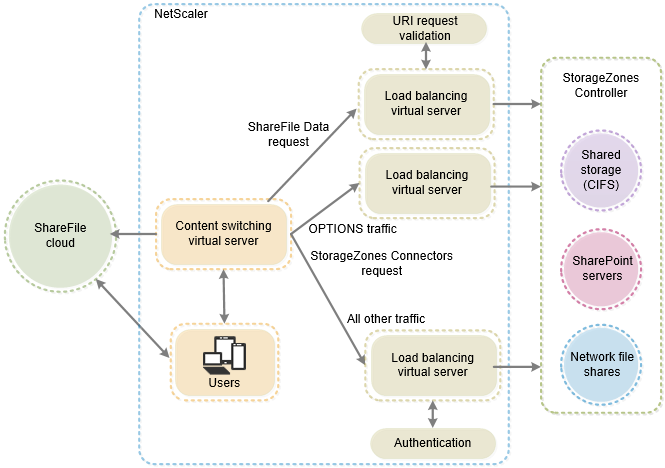 NetScaler
URI request
validation
Load balancing
virtual server
ShareFile Data
request
Load balancing
virtual server
ShareFile
cloud
Content switching
virtual server
OPTIONS traffic
StorageZones Connectors
request
All other traffic
Users
Load balancing
virtual server
Authentication
StorageZones
Controller
Shared
storage
(CIFS)
SharePoint
servers
Network file
shares